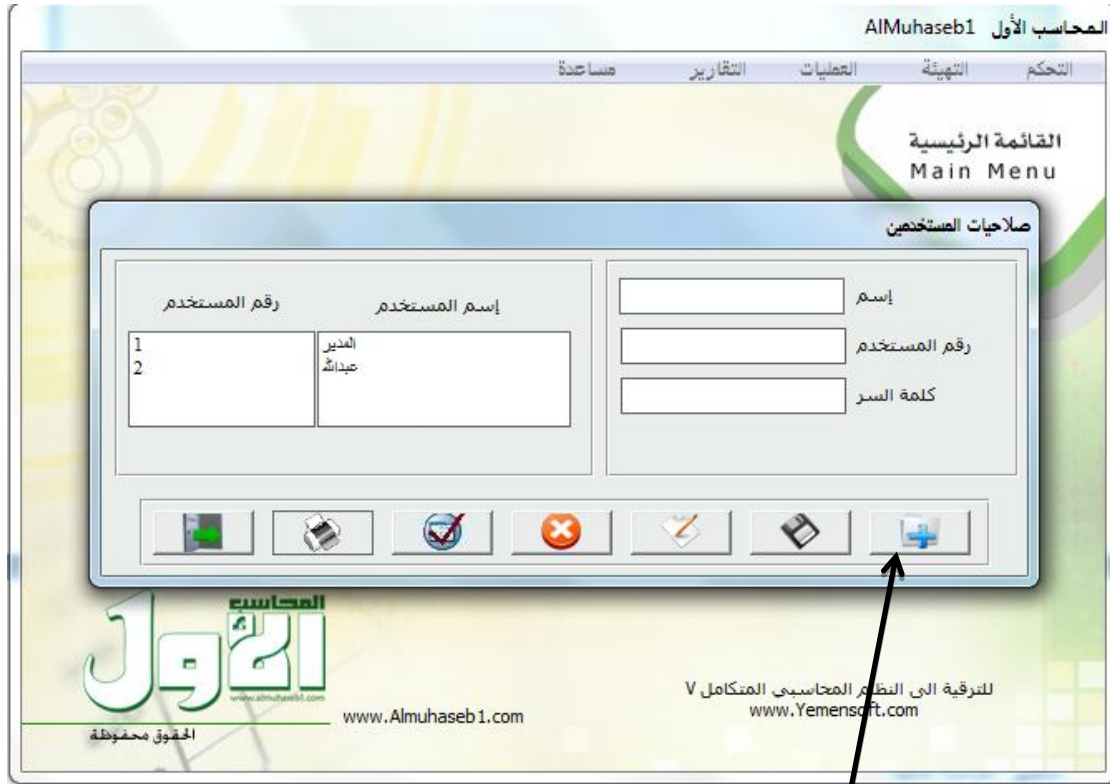 المحاسب الأول AlMuhaseb1
التحكم التهيئة العطيات التقارير مساعدة
القائمة الرئيسية
Main Menu
صلاحيات المستخدمين
إسم
رقم المستخدم
كلمة السر
إسم المستخدم رقم المستخدم
المدير 1
عبدالله 2
المحاسب
الأول
www.almuhaseb1.com
الحقوق محفوظة
www.Almuhaseb1.com
للترقية الى النظام المحاسبي المتكامل V
www.Yemensoft.com